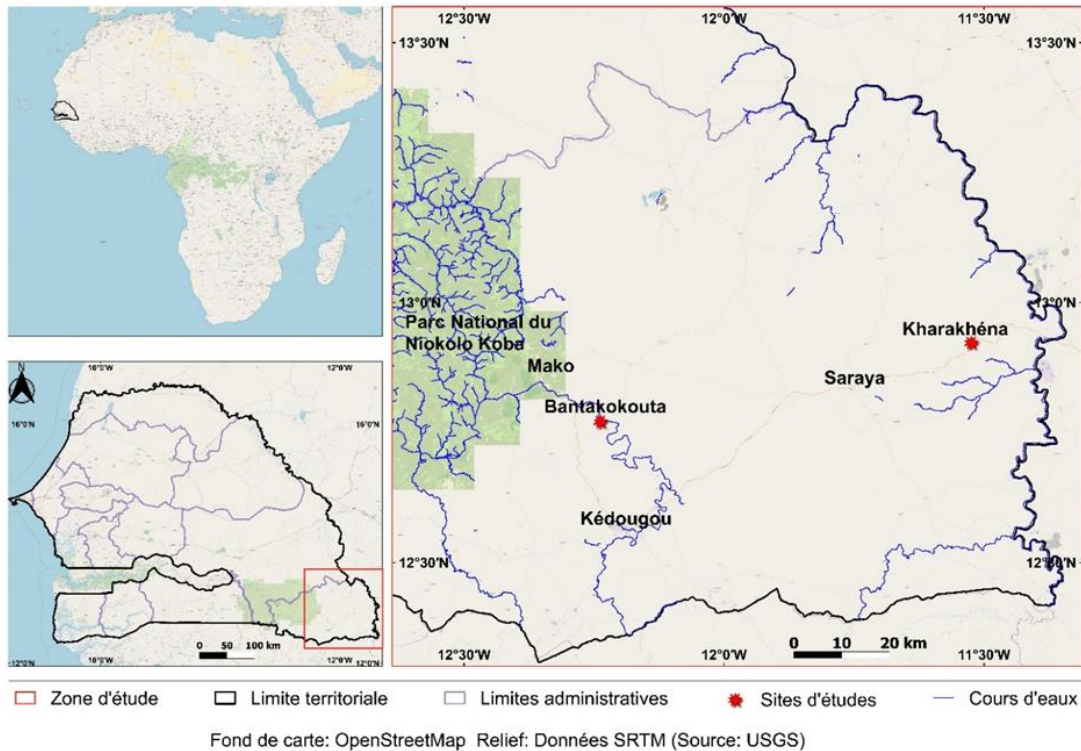 12°30'W 12°0'W 11°30'W
13°30'N 13°30'N
13°0'N 13°0'N
Parc National du
Niokolo Koba
Mako
Kharakhéna
Saraya
Bantakokouta
Kédougou
12°30'N 12°30'N
0 10 20 km
12°30'W 12°0'W 11°30'W
N
16°0'W 12°0'W
16°0'N 16°0'N
0 50 100 km
12°0'N 16°0'W 12°0'W 12°0'N
Zone d'étude Limite territoriale Limites administratives Sites d'études Cours d'eaux
Fond de carte: OpenStreetMap Relief: Données SRTM (Source: USGS)